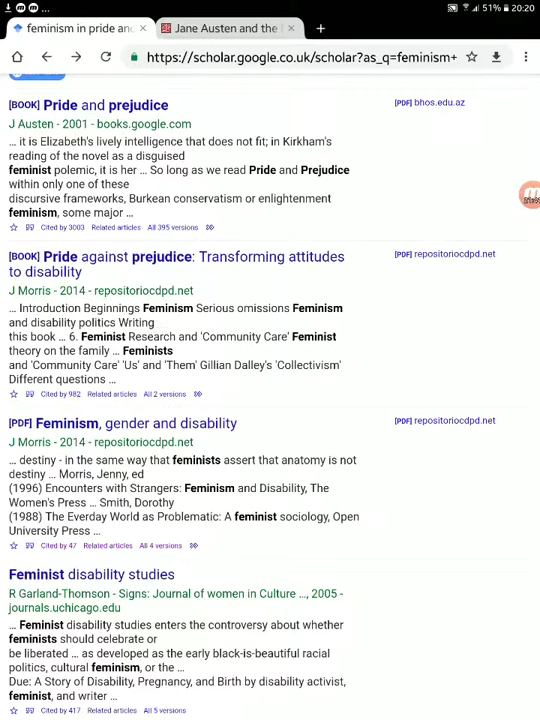 51% 20:20
feminism in pride and
Jane Austen and the
https://scholar.google.co.uk/scholar?as_q=feminism+
[BOOK] Pride and prejudice
[PDF] bhos.edu.az
J Austen - 2001 - books.google.com
... it is Elizabeth's lively intelligence that does not fit; in Kirkham's
reading of the novel as a disguised
feminist polemic, it is her ... So long as we read Pride and Prejudice
within only one of these
discursive frameworks, Burkean conservatism or enlightenment
feminism, some major ...
Cited by 3003 Related articles All 395 versions
[BOOK] Pride against prejudice: Transforming attitudes
to disability
[PDF] repositoriocdpd.net
J Morris - 2014 - repositoriocdpd.net
... Introduction Beginnings Feminism Serious omissions Feminism
and disability politics Writing
this book ... 6. Feminist Research and 'Community Care' Feminist
theory on the family ... Feminists
and 'Community Care' 'Us' and 'Them' Gillian Dalley's 'Collectivism'
Different questions ...
Cited by 982 Related articles All 2 versions
[PDF] Feminism, gender and disability
[PDF] repositoriocdpd.net
J Morris - 2014 - repositoriocdpd.net
... destiny - in the same way that feminists assert that anatomy is not
destiny ... Morris, Jenny, ed
(1996) Encounters with Strangers: Feminism and Disability, The
Women's Press ... Smith, Dorothy
(1988) The Everday World as Problematic: A feminist sociology, Open
University Press ...
Cited by 47 Related articles All 4 versions
Feminist disability studies
R Garland-Thomson - Signs: Journal of women in Culture ..., 2005 -
journals.uchicago.edu
... Feminist disability studies enters the controversy about whether
feminists should celebrate or
be liberated ... as developed as the early black-is-beautiful racial
politics, cultural feminism, or the ...
Due: A Story of Disability, Pregnancy, and Birth by disability activist,
feminist, and writer ...
Cited by 417 Related articles All 5 versions